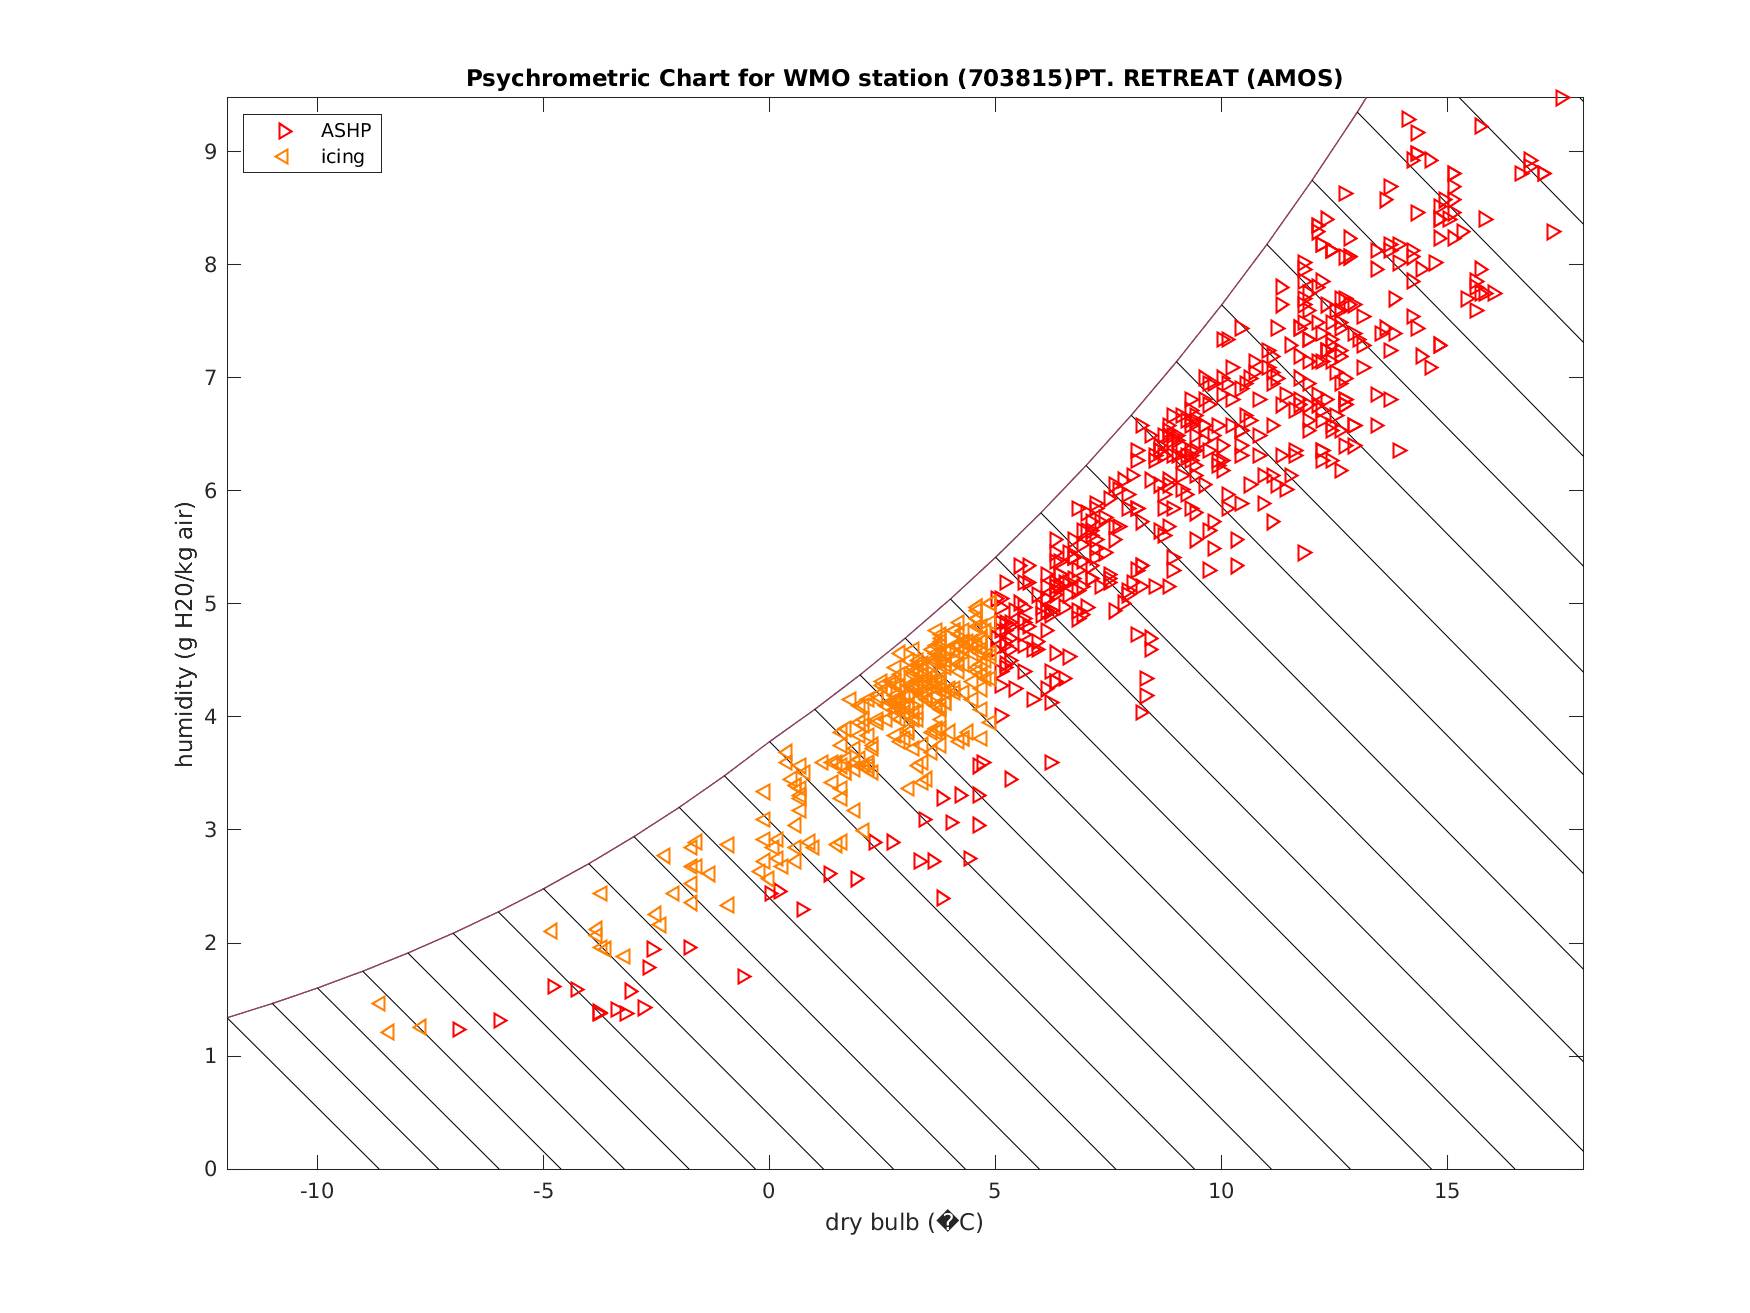 Psychrometric Chart for WMO station (703815)PT. RETREAT (AMOS)
ASHP
icing
9
8
7
6
5
4
3
2
1
0
humidity (g H20/kg air)
-10 -5 0 5 10 15
dry bulb (�C)